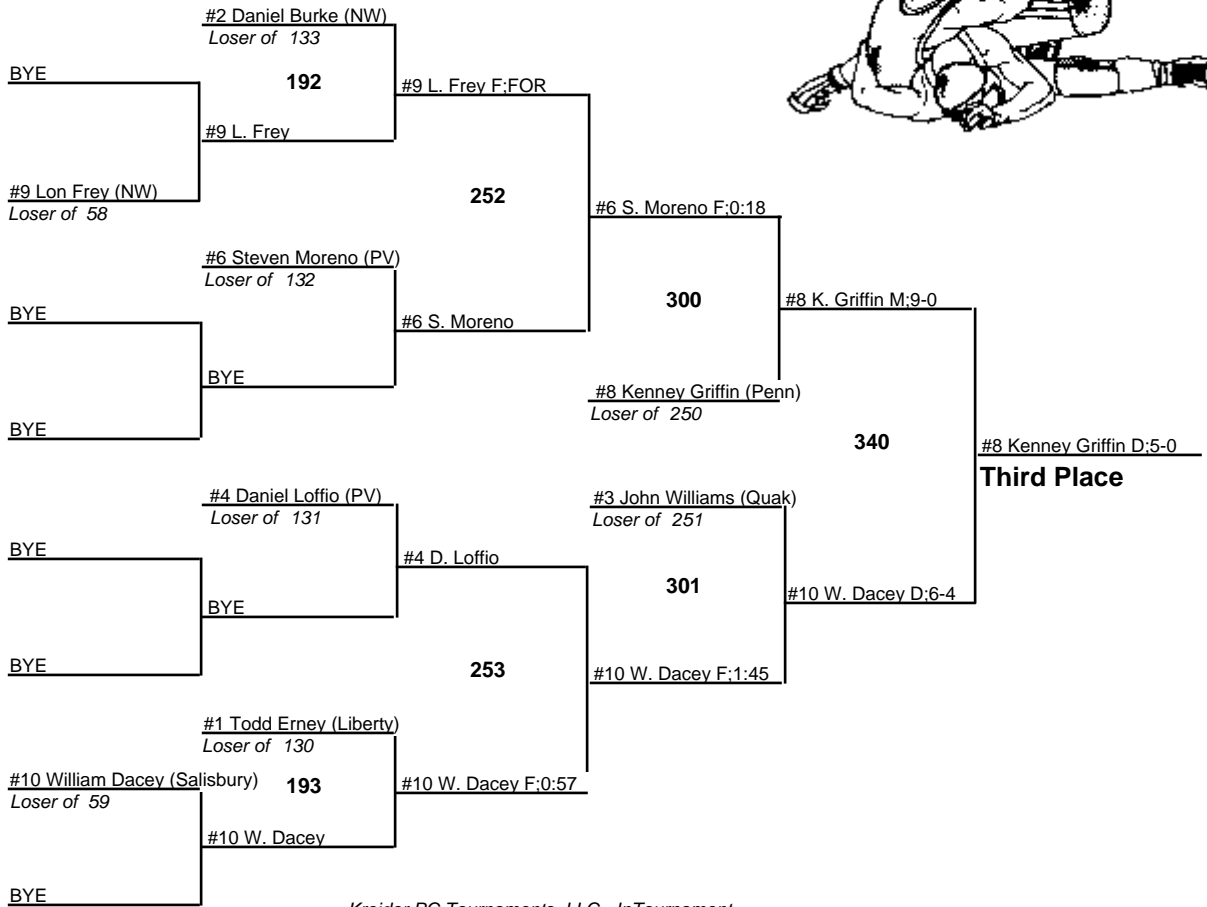 #2 Daniel Burke (NW)
Loser of 133
BYE
192
#9 L. Frey F;FOR
#9 L. Frey
#9 Lon Frey (NW)
Loser of 58
252
#6 S. Moreno F;0:18
#6 Steven Moreno (PV)
Loser of 132
300
#8 K. Griffin M;9-0
BYE
#6 S. Moreno
BYE
#8 Kenney Griffin (Penn)
Loser of 250
BYE
340
#8 Kenney Griffin D;5-0
Third Place
#4 Daniel Loffio (PV)
Loser of 131
#3 John Williams (Quak)
Loser of 251
BYE
#4 D. Loffio
301
#10 W. Dacey D;6-4
BYE
BYE
253
#10 W. Dacey F;1:45
#1 Todd Erney (Liberty)
Loser of 130
#10 William Dacey (Salisbury)
Loser of 59
193
#10 W. Dacey F;0:57
#10 W. Dacey
BYE
Kreider PC Tournaments, LLC - InTournament